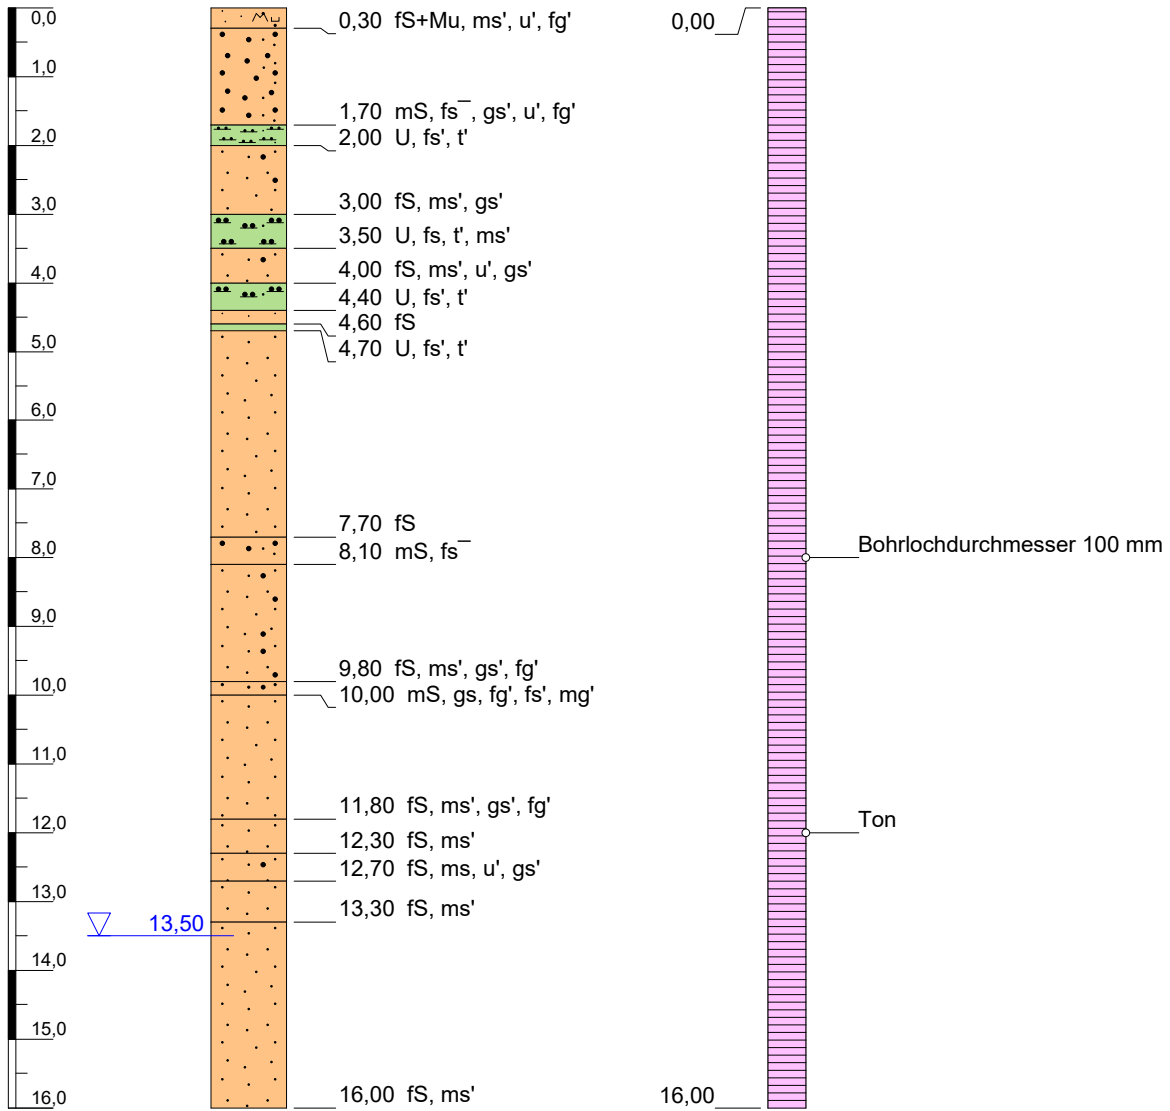 0,0
1,0
2,0
3,0
4,0
5,0
6,0
7,0
8,0
9,0
10,0
11,0
12,0
13,0
14,0
15,0
16,0
13,50
0,30 fS+Mu, ms', u', fg'
1,70 mS, fs¯, gs', u', fg'
2,00 U, fs', t'
3,00 fS, ms', gs'
3,50 U, fs, t', ms'
4,00 fS, ms', u', gs'
4,40 U, fs', t'
4,60 fS
4,70 U, fs', t'
7,70 fS
8,10 mS, fs¯
9,80 fS, ms', gs', fg'
10,00 mS, gs, fg', fs', mg'
11,80 fS, ms', gs', fg'
12,30 fS, ms'
12,70 fS, ms, u', gs'
13,30 fS, ms'
16,00 fS, ms'
0,00
16,00
Bohrlochdurchmesser 100 mm
Ton